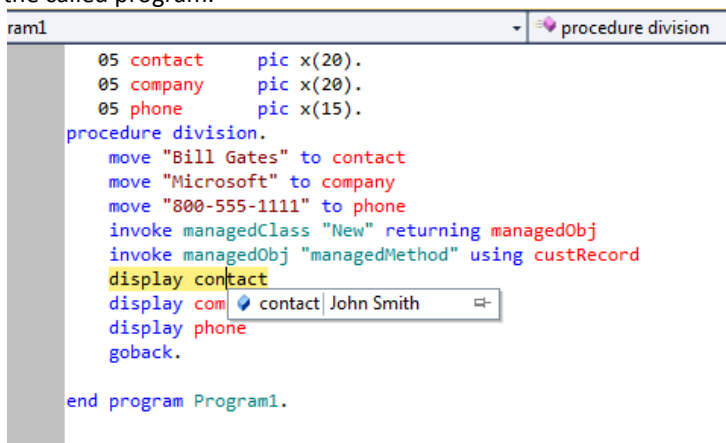 the called program.
ram1 procedure division
05 contact pic x(20).
05 company pic x(20).
05 phone pic x(15).
procedure division.
move "Bill Gates" to contact
move "Microsoft" to company
move "800-555-1111" to phone
invoke managedClass "New" returning managedObj
invoke managedObj "managedMethod" using custRecord
display contact
display com contact John Smith
display phone
goback.
end program Program1.